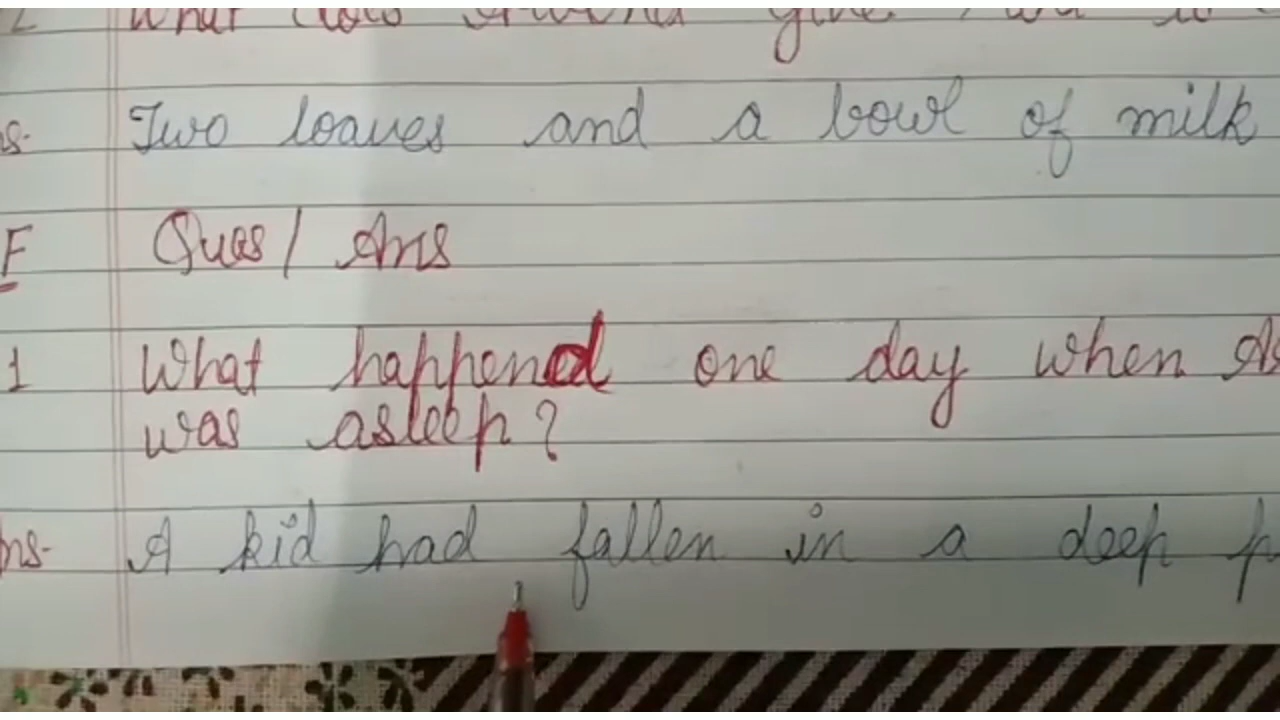 What
Two loaves and a bowl of milk
F Ques/ Ans
1 What happened one day when
was asleep?
A kid had fallen in a deep